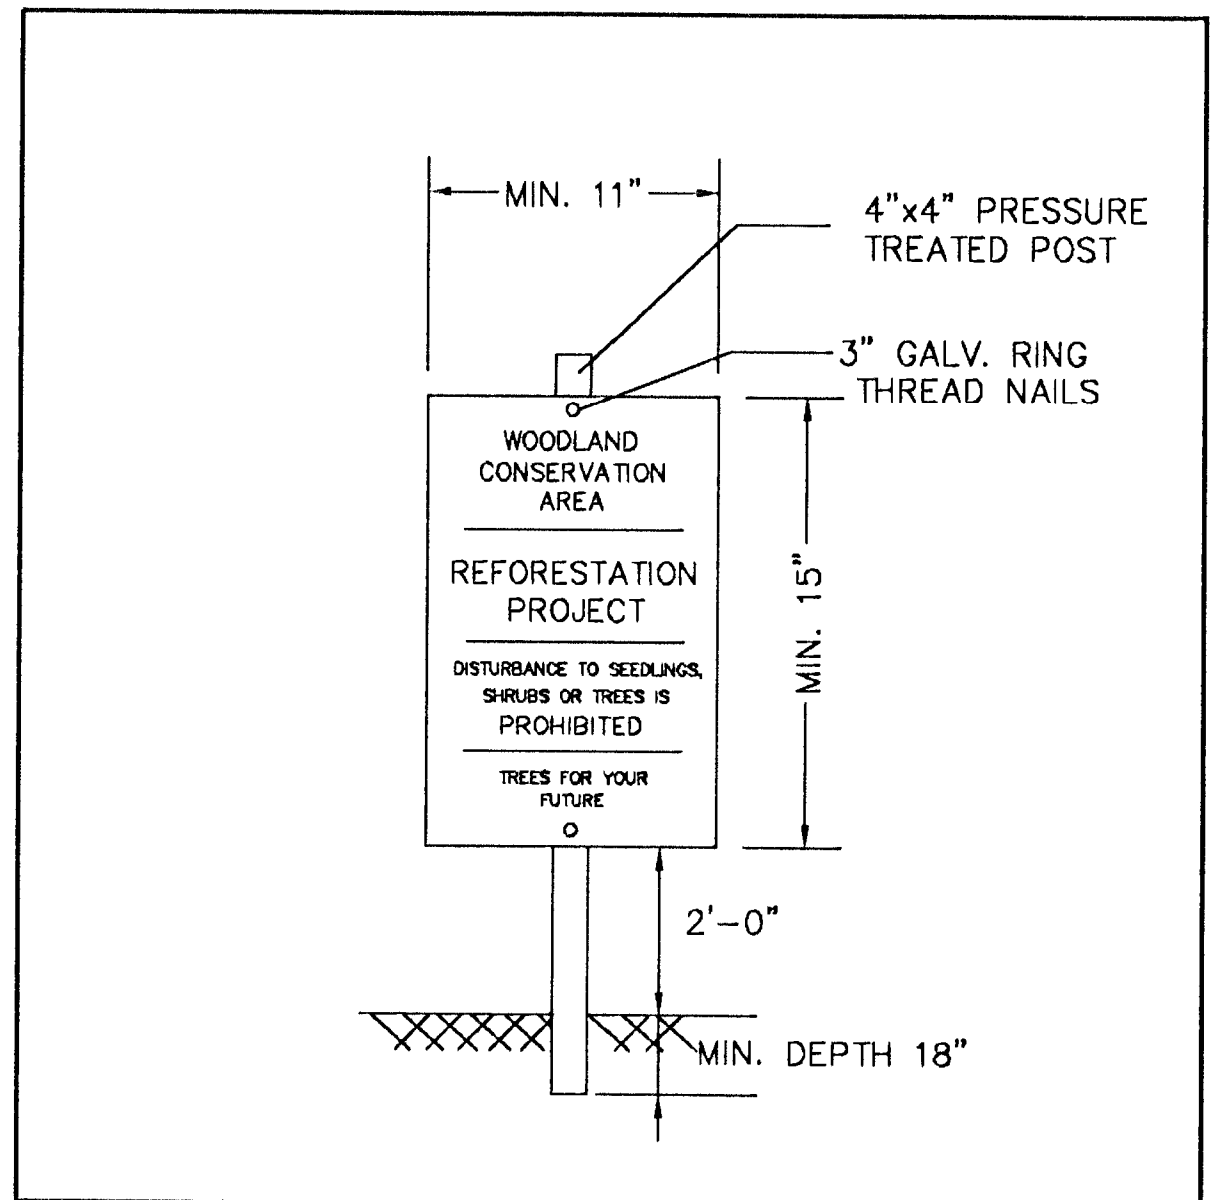 MIN. 11"
4"x4" PRESSURE
TREATED POST
3" GALV. RING
THREAD NAILS
WOODLAND
CONSERVATION
AREA
REFORESTATION
PROJECT
DISTURBANCE TO SEEDLINGS,
SHRUBS OR TREES IS
PROHIBITED
TREES FOR YOUR
FUTURE
MIN. 15"
2'-0"
MIN. DEPTH 18"